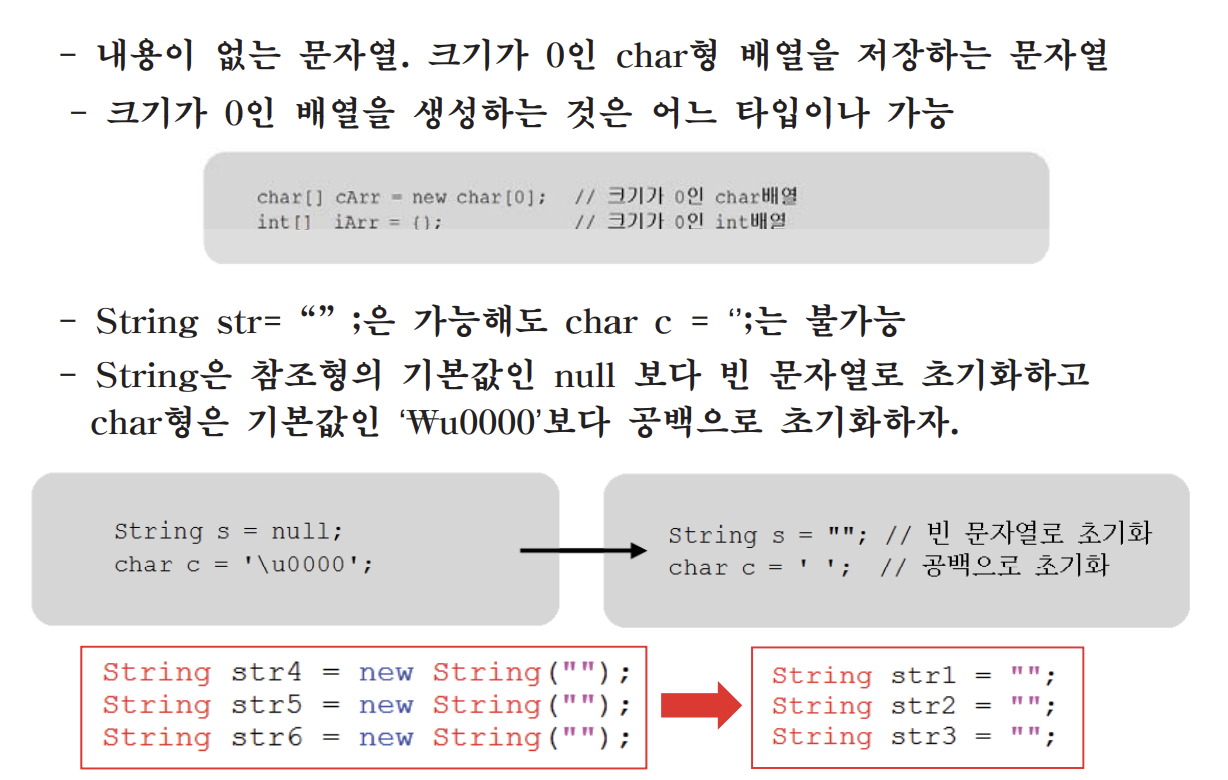 - 내용이 없는 문자열. 크기가 0인 char형 배열을 저장하는 문자열
- 크기가 0인 배열을 생성하는 것은 어느 타입이나 가능
char[] cArr = new char[0];  // 크기가 0인 char배열
int[]  iArr = {};           // 크기가 0인 int배열
- String str= “” ;은 가능해도 char c = ‘’;는 불가능
- String은 참조형의 기본값인 null 보다 빈 문자열로 초기화하고
char형은 기본값인 ‘₩u0000’보다 공백으로 초기화하자.
String s = null;
char c = '\u0000';
String s = ""; // 빈 문자열로 초기화
char c = ' ';  // 공백으로 초기화
String str4 = new String("");
String str5 = new String("");
String str6 = new String("");
String str1 = "";
String str2 = "";
String str3 = "";